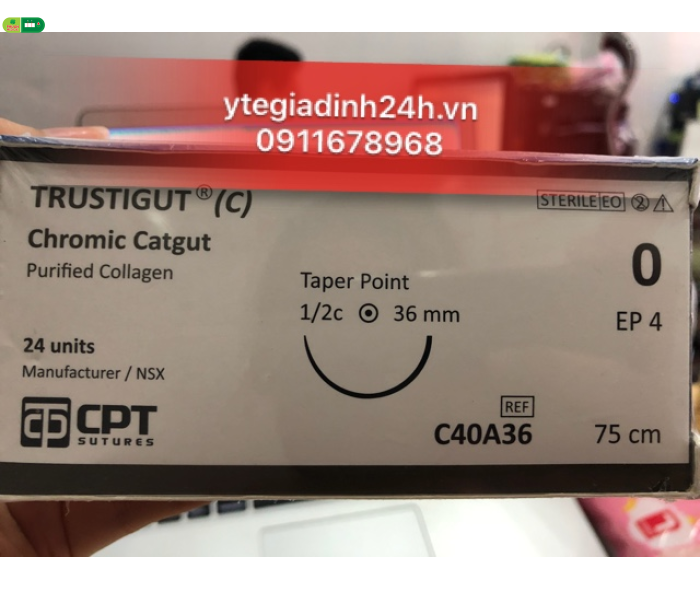 ytegiadinh24h.vn
0911678968
TRUSTIGUT®(C)
STERILE EO
Chromic Catgut
Purified Collagen
0
EP 4
Taper Point
1/2c 36 mm
24 units
Manufacturer / NSX
CPT
SUTURES
REF
C40A36
75 cm